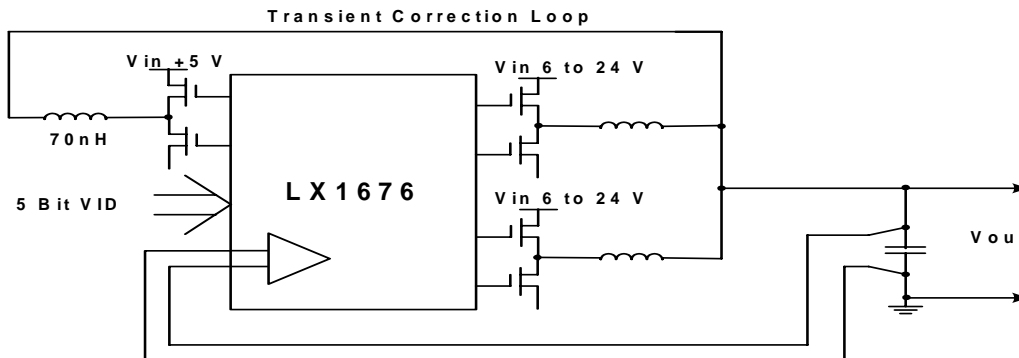 Transient Correction Loop
Vin +5 V
Vin 6 to 24 V
70nH
LX1676
5 Bit VID
Vin 6 to 24 V
Vou